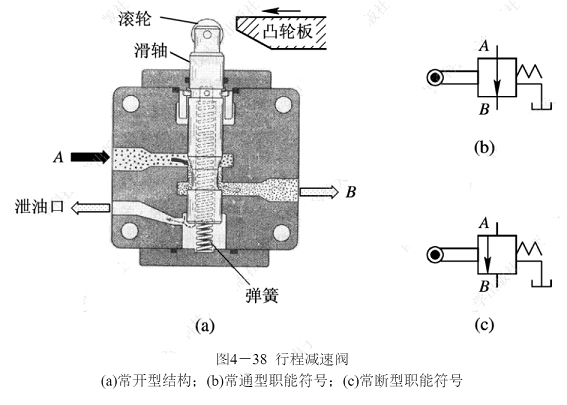 滚轮
滑轴
凸轮板
A
B
泄油口
弹簧
(a)
A
B
(b)
A
B
(c)
图4－38 行程减速阀
(a)常开型结构；(b)常通型职能符号；(c)常断型职能符号